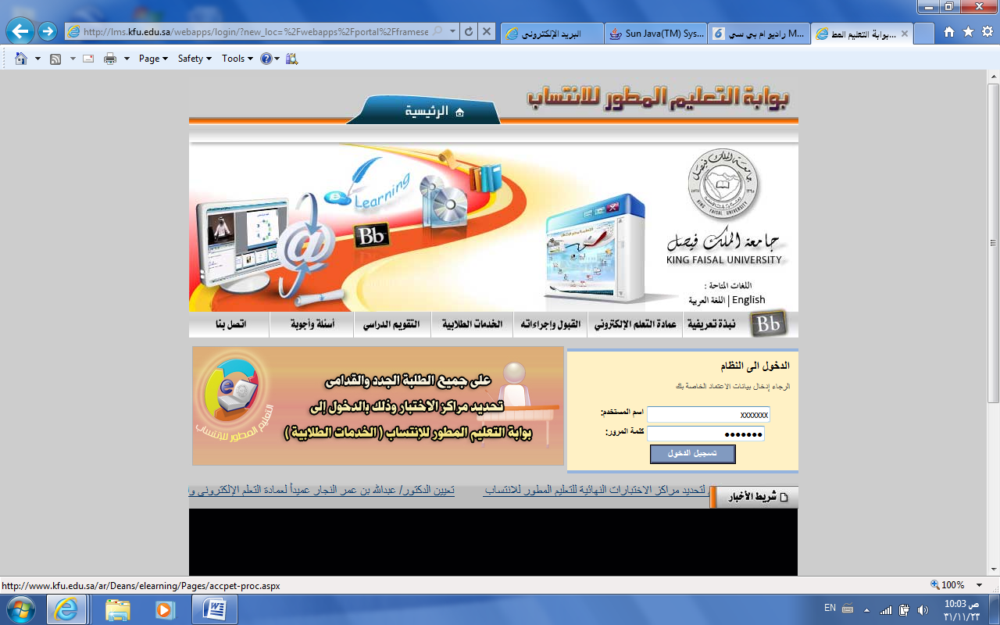 http://lms.kfu.edu.sa/webapps/login/?new_loc=%2Fwebapps%2Fportal%2Fframese
البريد الإلكتروني
Sun Java(TM) Sys...
راديو ام بي سي M...
بوابة التعليم المط...
Page
Safety
Tools
بوابة التعليم المطور للانتساب
الرئيسية
e Learning
Bb
جامعة الملك فيصل
KING FAISAL UNIVERSITY
جامعة الملك فيصل
KING FAISAL UNIVERSITY
اللغات المتاحة :
English | اللغة العربية
Bb
نبذة تعريفية
عمادة التعلم الإلكتروني
القبول وإجراءاته
الخدمات الطلابية
التقويم الدراسي
أسئلة وأجوبة
اتصل بنا
الدخول الى النظام
الرجاء إدخال بيانات الاعتماد الخاصة بك
اسم المستخدم:
xxxxxxx
كلمة المرور:
•••••••
تسجيل الدخول
على جميع الطلبة الجدد والقدامى
تحديد مراكز الاختبار وذلك بالدخول إلى
بوابة التعليم المطور للإنتساب ( الخدمات الطلابية )
e
التعليم المطور للإنتساب
شريط الأخبار
لتحديد مراكز الاختبارات النهائية للتعليم المطور للانتساب
تعيين الدكتور/ عبدالله بن عمر النجار عميداً لعمادة التعلم الإلكتروني و
http://www.kfu.edu.sa/ar/Deans/elearning/Pages/accpet-proc.aspx
100%
EN
10:03 ص
٣١/١١/٢٣